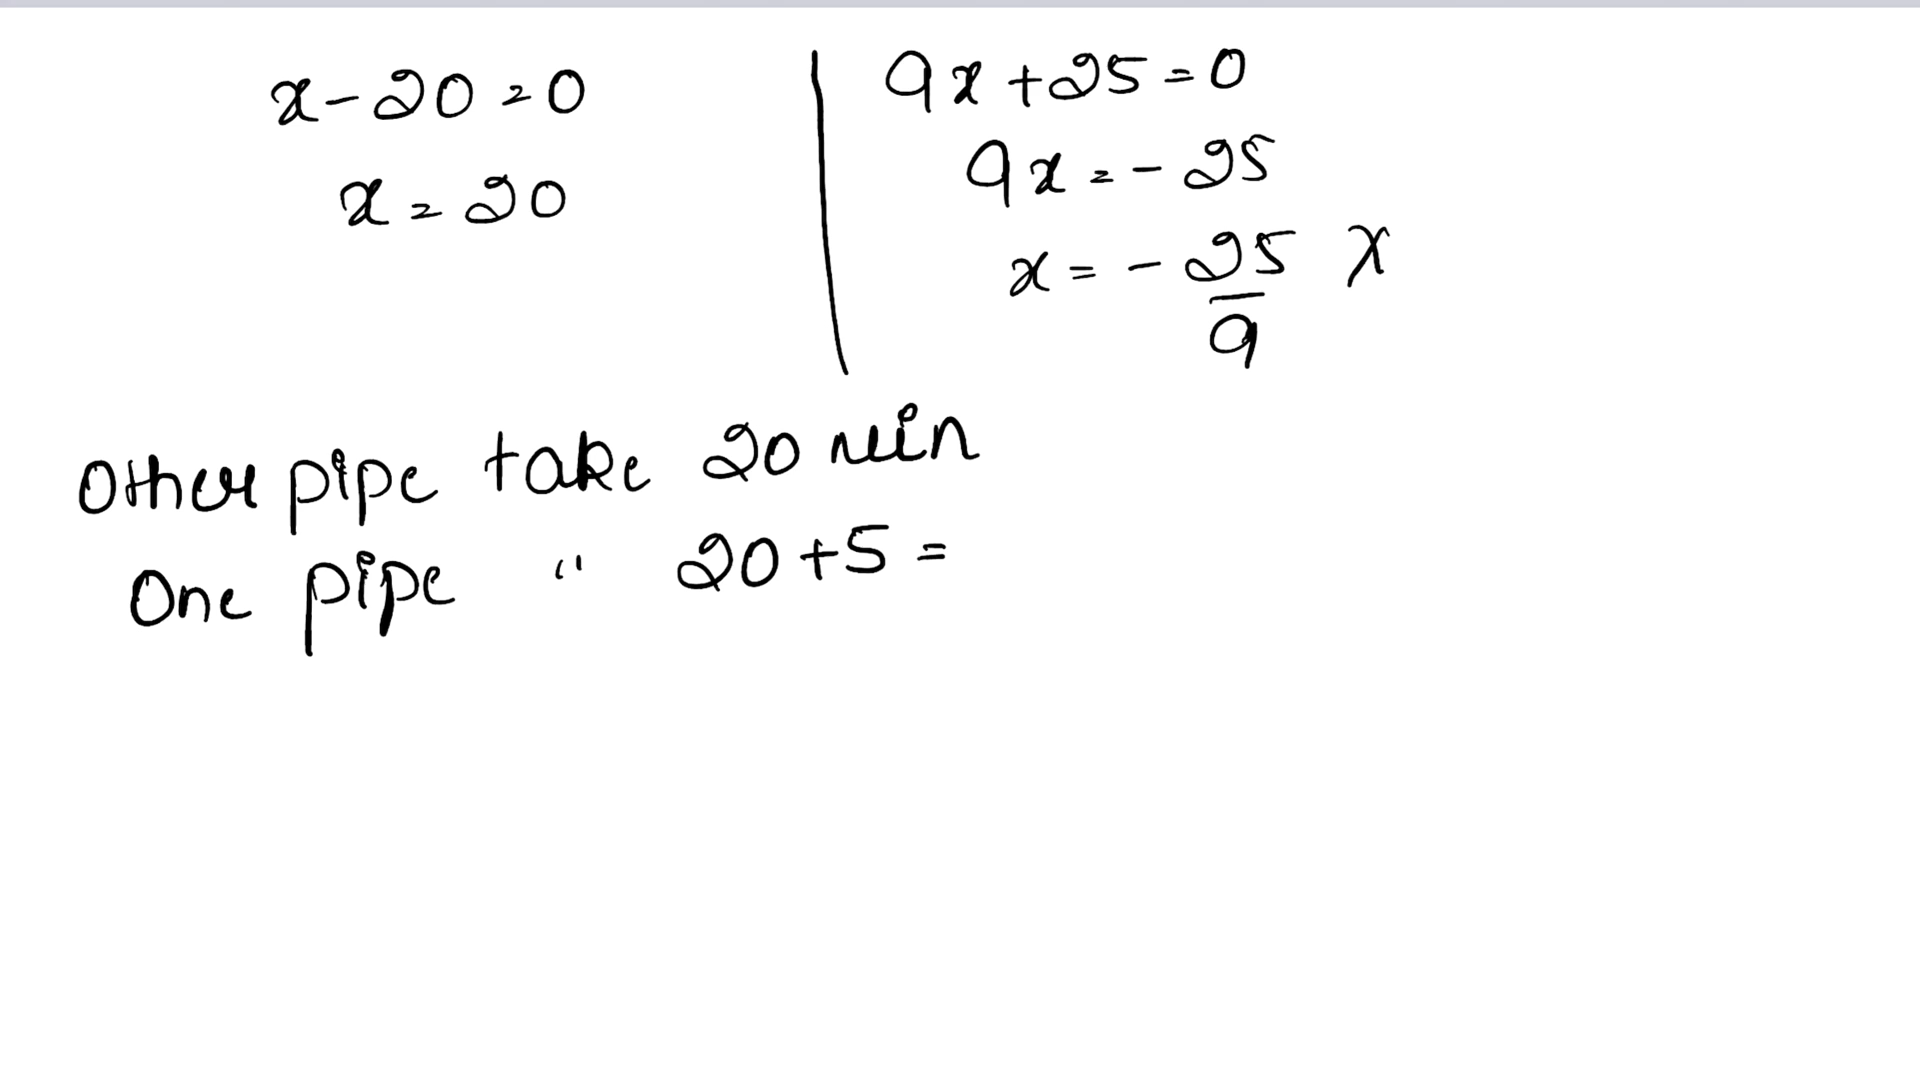 x - 20 = 0
x = 20
9x + 25 = 0
9x = - 25
x = - 25/9 X
Other pipe take 20 min
One pipe " 20 + 5 =